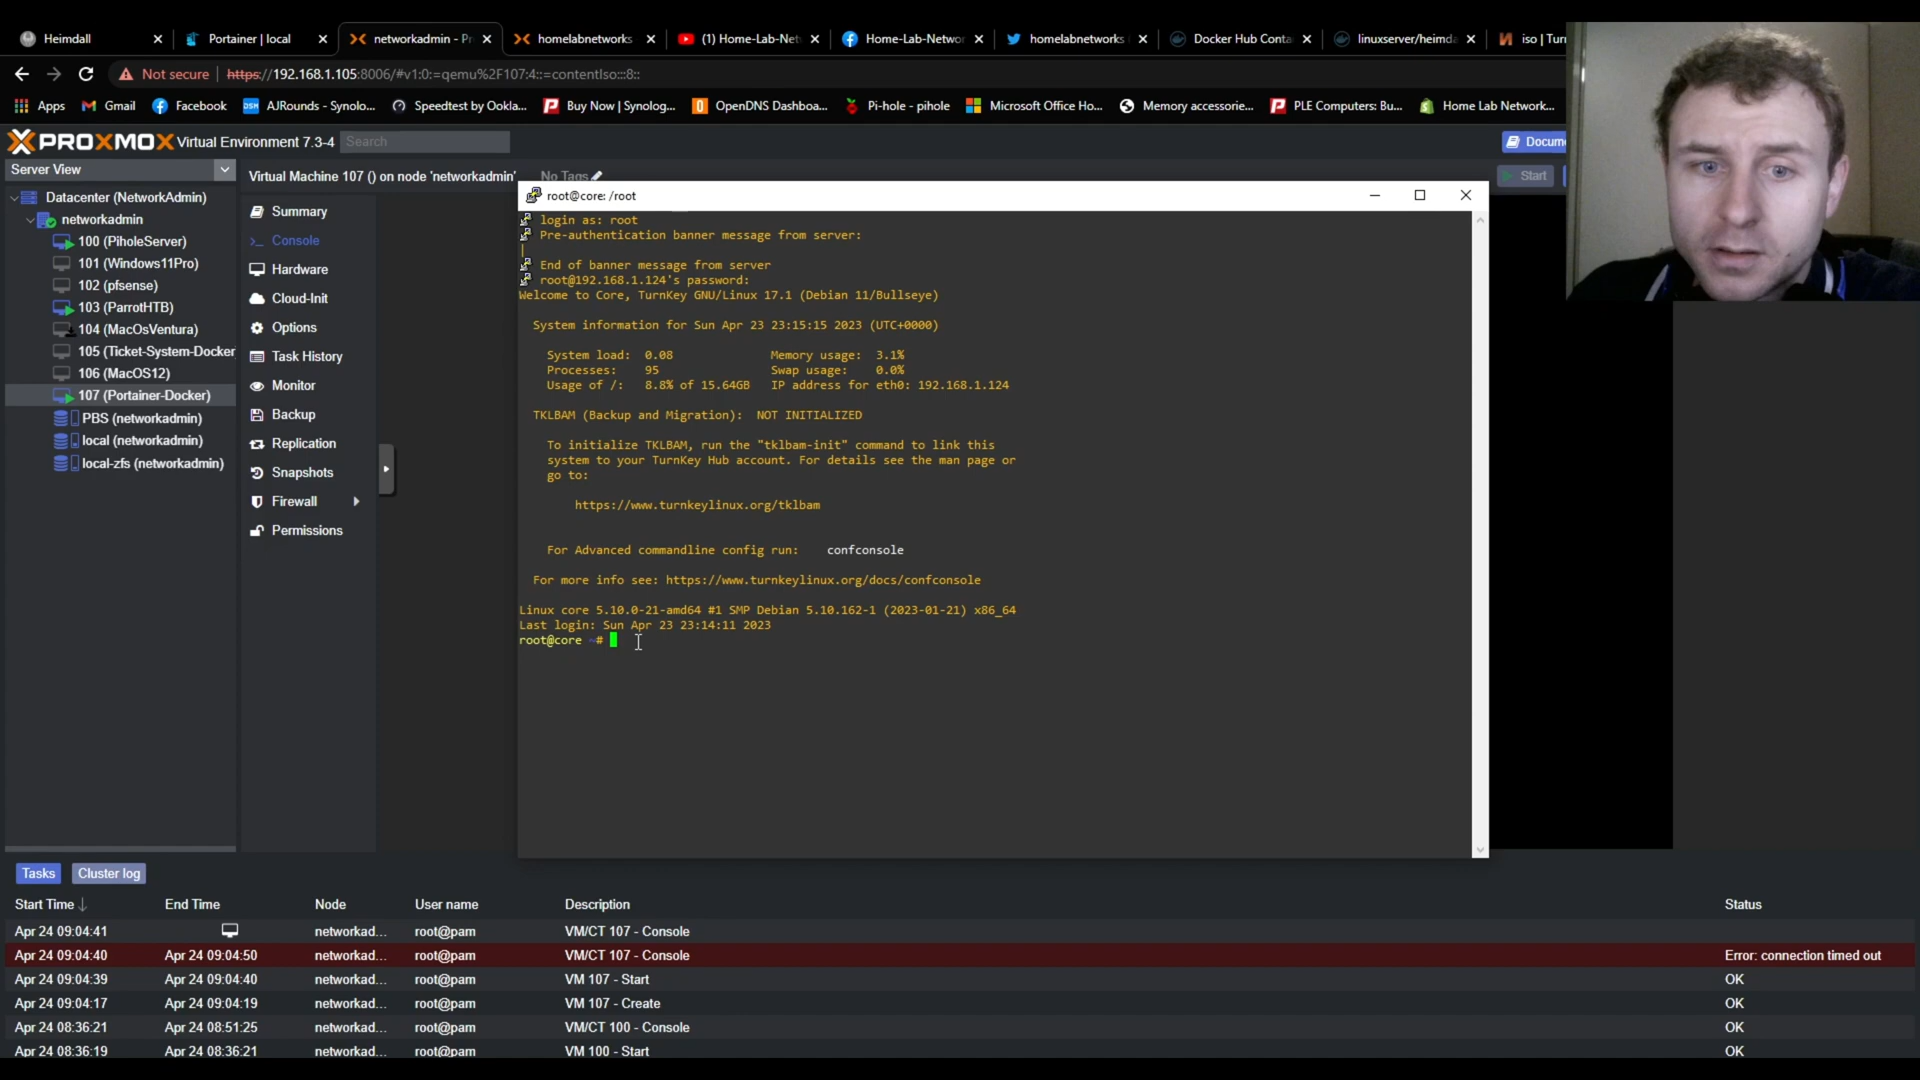 Heimdall
Portainer | local
networkadmin - Pr
homelabnetworks
(1) Home-Lab-Net
Home-Lab-Netwo
homelabnetworks
Docker Hub Conta
linuxserver/heimda
iso | Turn
Not secure
https://192.168.1.105:8006/#v1:0:=qemu%2F107:4::=contentIso:::8::
Apps
Gmail
Facebook
DSM
AJRounds - Synolo...
Speedtest by Ookla...
Buy Now | Synolog...
OpenDNS Dashboa...
Pi-hole - pihole
Microsoft Office Ho...
Memory accessorie...
PLE Computers: Bu...
Home Lab Network...
PROXMOX Virtual Environment 7.3-4
Search
Docume
Server View
Virtual Machine 107 () on node 'networkadmin'
No Tags
Start
Datacenter (NetworkAdmin)
networkadmin
100 (PiholeServer)
101 (Windows11Pro)
102 (pfsense)
103 (ParrotHTB)
104 (MacOsVentura)
105 (Ticket-System-Docker
106 (MacOS12)
107 (Portainer-Docker)
PBS (networkadmin)
local (networkadmin)
local-zfs (networkadmin)
Summary
Console
Hardware
Cloud-Init
Options
Task History
Monitor
Backup
Replication
Snapshots
Firewall
Permissions
root@core: /root
login as: root
Pre-authentication banner message from server:
|
End of banner message from server
root@192.168.1.124's password:
Welcome to Core, TurnKey GNU/Linux 17.1 (Debian 11/Bullseye)
System information for Sun Apr 23 23:15:15 2023 (UTC+0000)
System load: 0.08 Memory usage: 3.1%
Processes: 95 Swap usage: 0.0%
Usage of /: 8.8% of 15.64GB IP address for eth0: 192.168.1.124
TKLBAM (Backup and Migration): NOT INITIALIZED
To initialize TKLBAM, run the "tklbam-init" command to link this
system to your TurnKey Hub account. For details see the man page or
go to:
https://www.turnkeylinux.org/tklbam
For Advanced commandline config run: confconsole
For more info see: https://www.turnkeylinux.org/docs/confconsole
Linux core 5.10.0-21-amd64 #1 SMP Debian 5.10.162-1 (2023-01-21) x86_64
Last login: Sun Apr 23 23:14:11 2023
root@core ~#
Tasks
Cluster log
Start Time End Time Node User name Description Status
Apr 24 09:04:41 networkad... root@pam VM/CT 107 - Console
Apr 24 09:04:40 Apr 24 09:04:50 networkad... root@pam VM/CT 107 - Console Error: connection timed out
Apr 24 09:04:39 Apr 24 09:04:40 networkad... root@pam VM 107 - Start OK
Apr 24 09:04:17 Apr 24 09:04:19 networkad... root@pam VM 107 - Create OK
Apr 24 08:36:21 Apr 24 08:51:25 networkad... root@pam VM/CT 100 - Console OK
Apr 24 08:36:19 Apr 24 08:36:21 networkad... root@pam VM 100 - Start OK